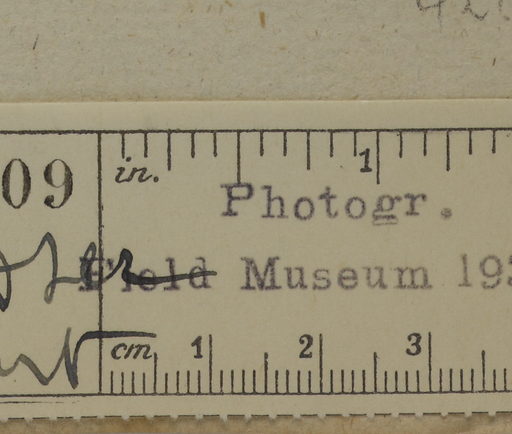 09
in. 1
Photogr.
Field Museum 19
cm 1 2 3